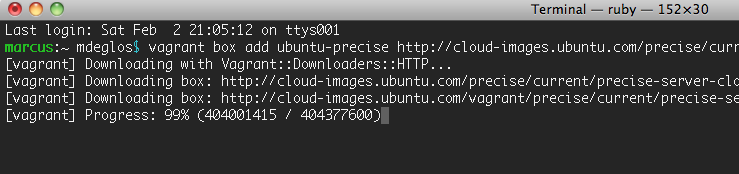 Terminal — ruby — 152×30
Last login: Sat Feb  2 21:05:12 on ttys001
marcus:~ mdeglos$ vagrant box add ubuntu-precise http://cloud-images.ubuntu.com/precise/curr
[vagrant] Downloading with Vagrant::Downloaders::HTTP...
[vagrant] Downloading box: http://cloud-images.ubuntu.com/precise/current/precise-server-clo
[vagrant] Downloading box: http://cloud-images.ubuntu.com/vagrant/precise/current/precise-se
[vagrant] Progress: 99% (404001415 / 404377600)